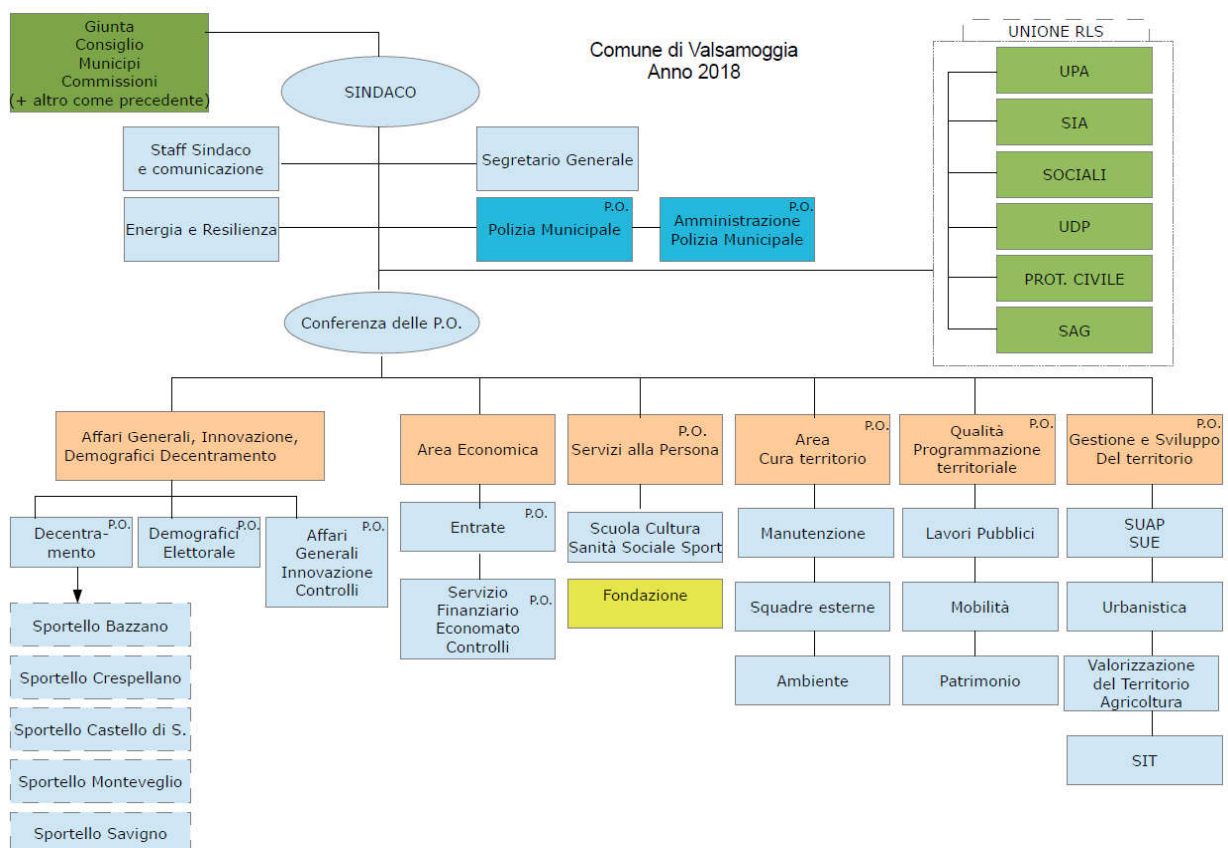 Giunta
Consiglio
Municipi
Commissioni
(+ altro come precedente)
Comune di Valsamoggia
Anno 2018
UNIONE RLS
UPA
SIA
SOCIALI
UDP
PROT. CIVILE
SAG
SINDACO
Staff Sindaco
e comunicazione
Segretario Generale
Energia e Resilienza
P.O.
Polizia Municipale
P.O.
Amministrazione
Polizia Municipale
Conferenza delle P.O.
Affari Generali, Innovazione,
Demografici Decentramento
Area Economica
P.O.
Servizi alla Persona
P.O.
Area
Cura territorio
P.O.
Qualità
Programmazione
territoriale
P.O.
Gestione e Sviluppo
Del territorio
P.O.
Decentra-
mento
P.O.
Demografici
Elettorale
P.O.
Affari
Generali
Innovazione
Controlli
Sportello Bazzano
Sportello Crespellano
Sportello Castello di S.
Sportello Monteveglio
Sportello Savigno
P.O.
Entrate
Servizio
P.O.
Finanziario
Economato
Controlli
Scuola Cultura
Sanità Sociale Sport
Fondazione
Manutenzione
Squadre esterne
Ambiente
Lavori Pubblici
Mobilità
Patrimonio
SUAP
SUE
Urbanistica
Valorizzazione
del Territorio
Agricoltura
SIT